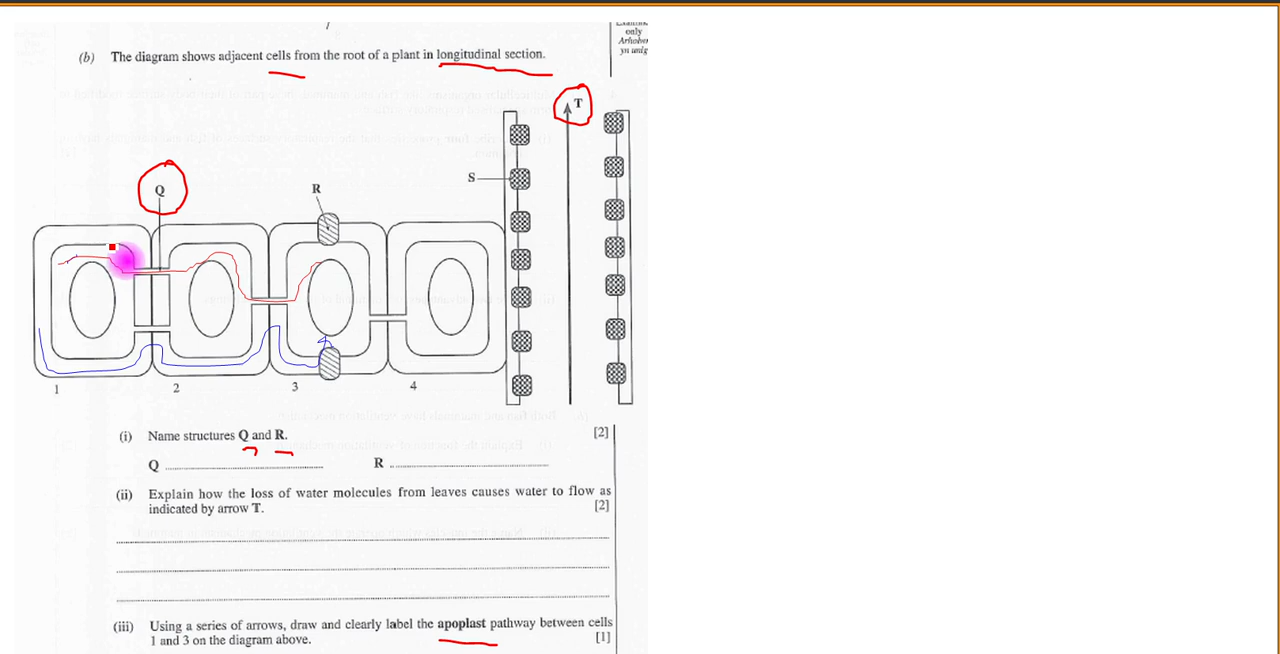 only
(b) The diagram shows adjacent cells from the root of a plant in longitudinal section.
T
Q
R
S
1
2
3
4
(i) Name structures Q and R. [2]
Q ........ R ........
(ii) Explain how the loss of water molecules from leaves causes water to flow as
indicated by arrow T. [2]
(iii) Using a series of arrows, draw and clearly label the apoplast pathway between cells
1 and 3 on the diagram above. [1]